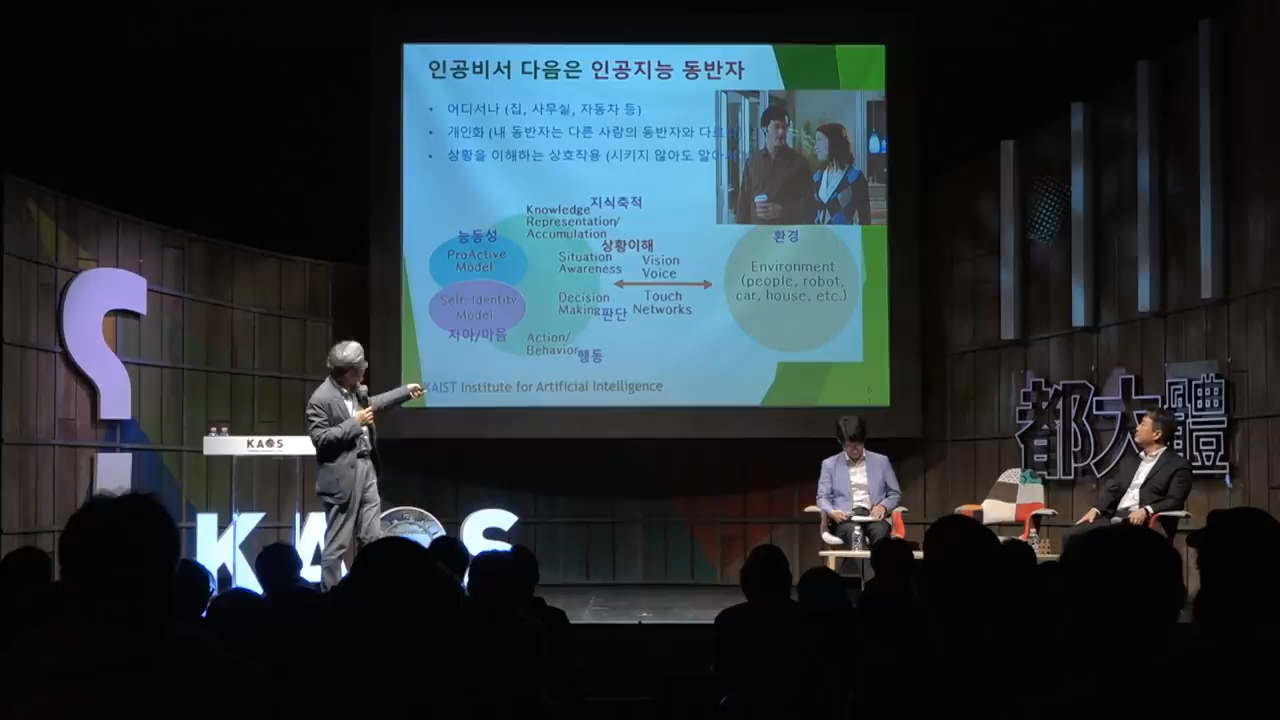 인공비서 다음은 인공지능 동반자
• 어디서나 (집, 사무실, 자동차 등)
• 개인화 (내 동반자는 다른 사람의 동반자와
• 상황을 이해하는 상호작용 (시키지 않아도
지식축적
Knowledge
Representation/
Accumulation
능동성
ProActive
Model
상황이해
Situation
Awareness
Vision
Voice
환경
Environment
(people, robot,
car, house, etc.)
Self-Identity
Model
자아/마음
Decision
Making 판단
Touch
Networks
Action/
Behavior 행동
KAIST Institute for Artificial Intelligence
KAOS
KAOS
都大體